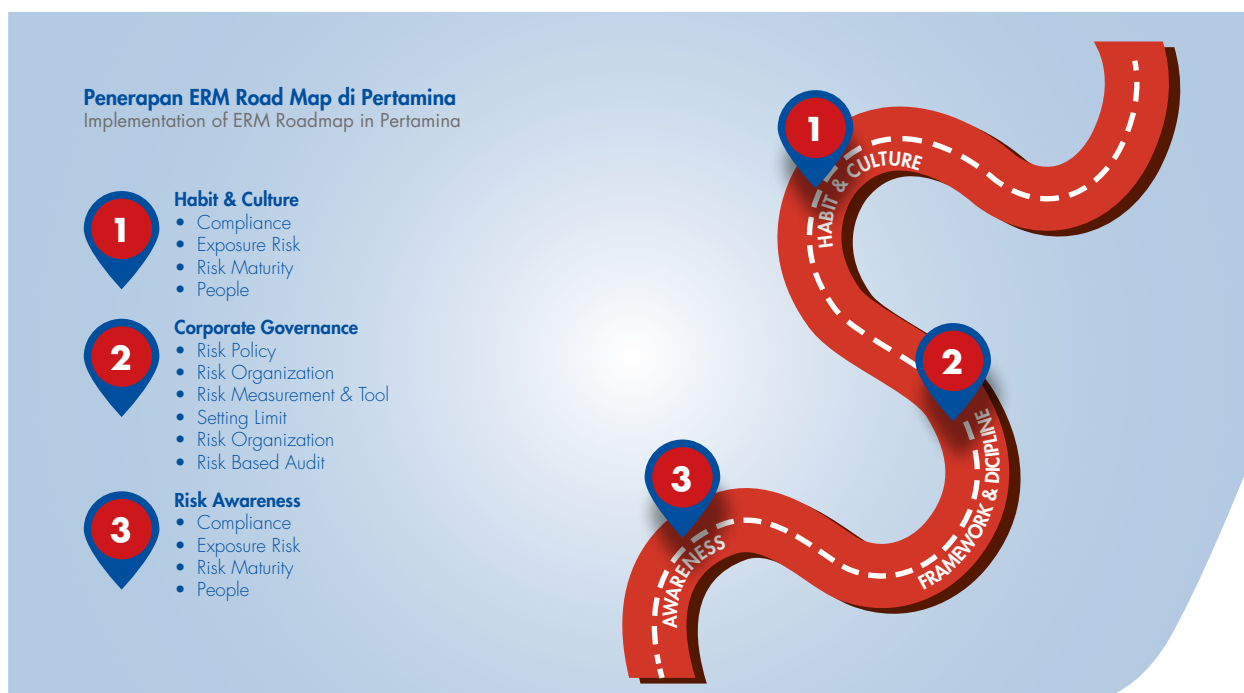 Penerapan ERM Road Map di Pertamina
Implementation of ERM Roadmap in Pertamina
1
Habit & Culture
• Compliance
• Exposure Risk
• Risk Maturity
• People
2
Corporate Governance
• Risk Policy
• Risk Organization
• Risk Measurement & Tool
• Setting Limit
• Risk Organization
• Risk Based Audit
3
Risk Awareness
• Compliance
• Exposure Risk
• Risk Maturity
• People
1
HABIT & CULTURE
2
FRAMEWORK & DICIPLINE
3
AWARENESS